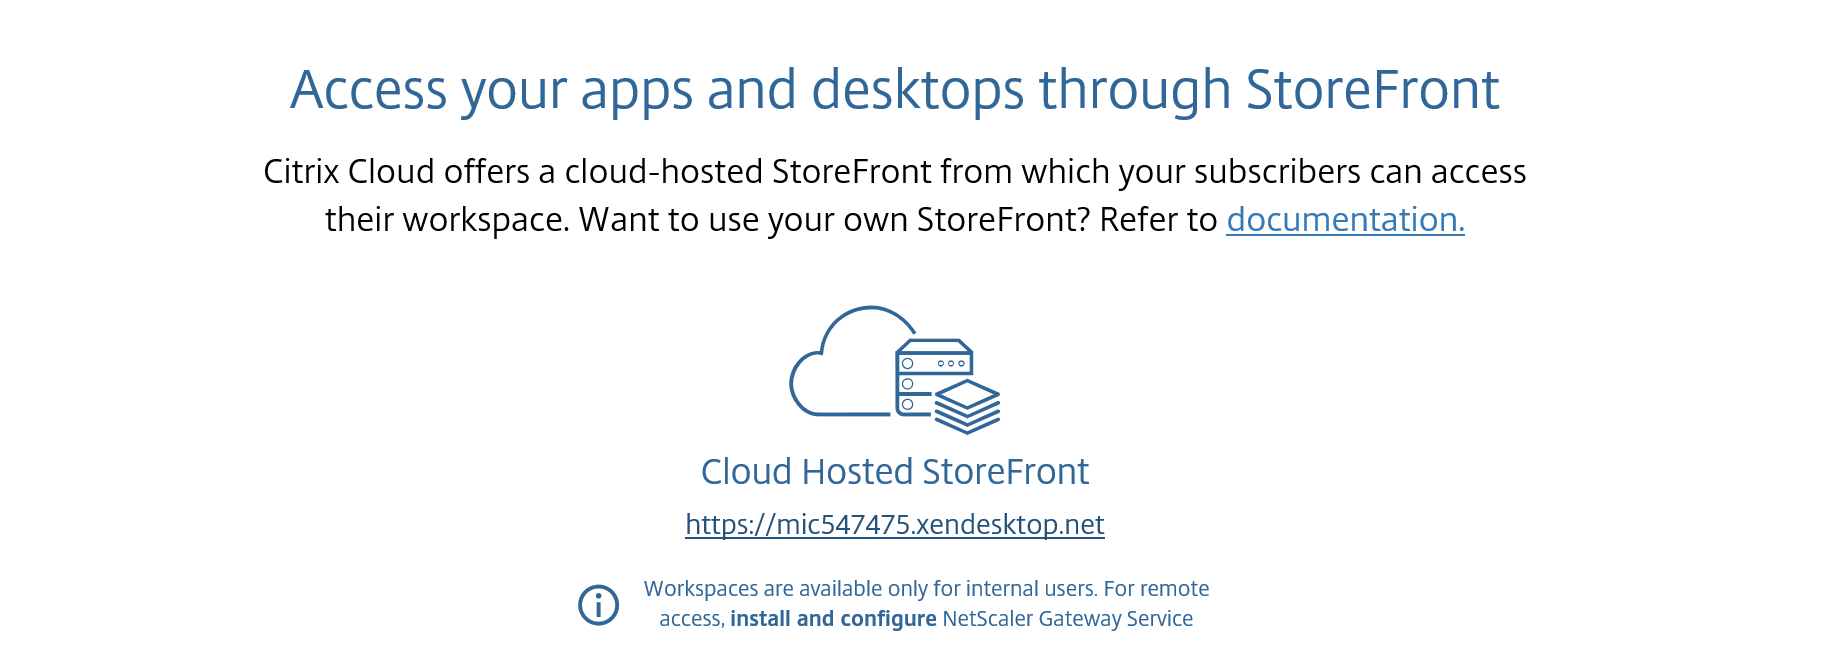 Access your apps and desktops through StoreFront
Citrix Cloud offers a cloud-hosted StoreFront from which your subscribers can access
their workspace. Want to use your own StoreFront? Refer to documentation.
Cloud Hosted StoreFront
https://mic547475.xendesktop.net
Workspaces are available only for internal users. For remote
access, install and configure NetScaler Gateway Service